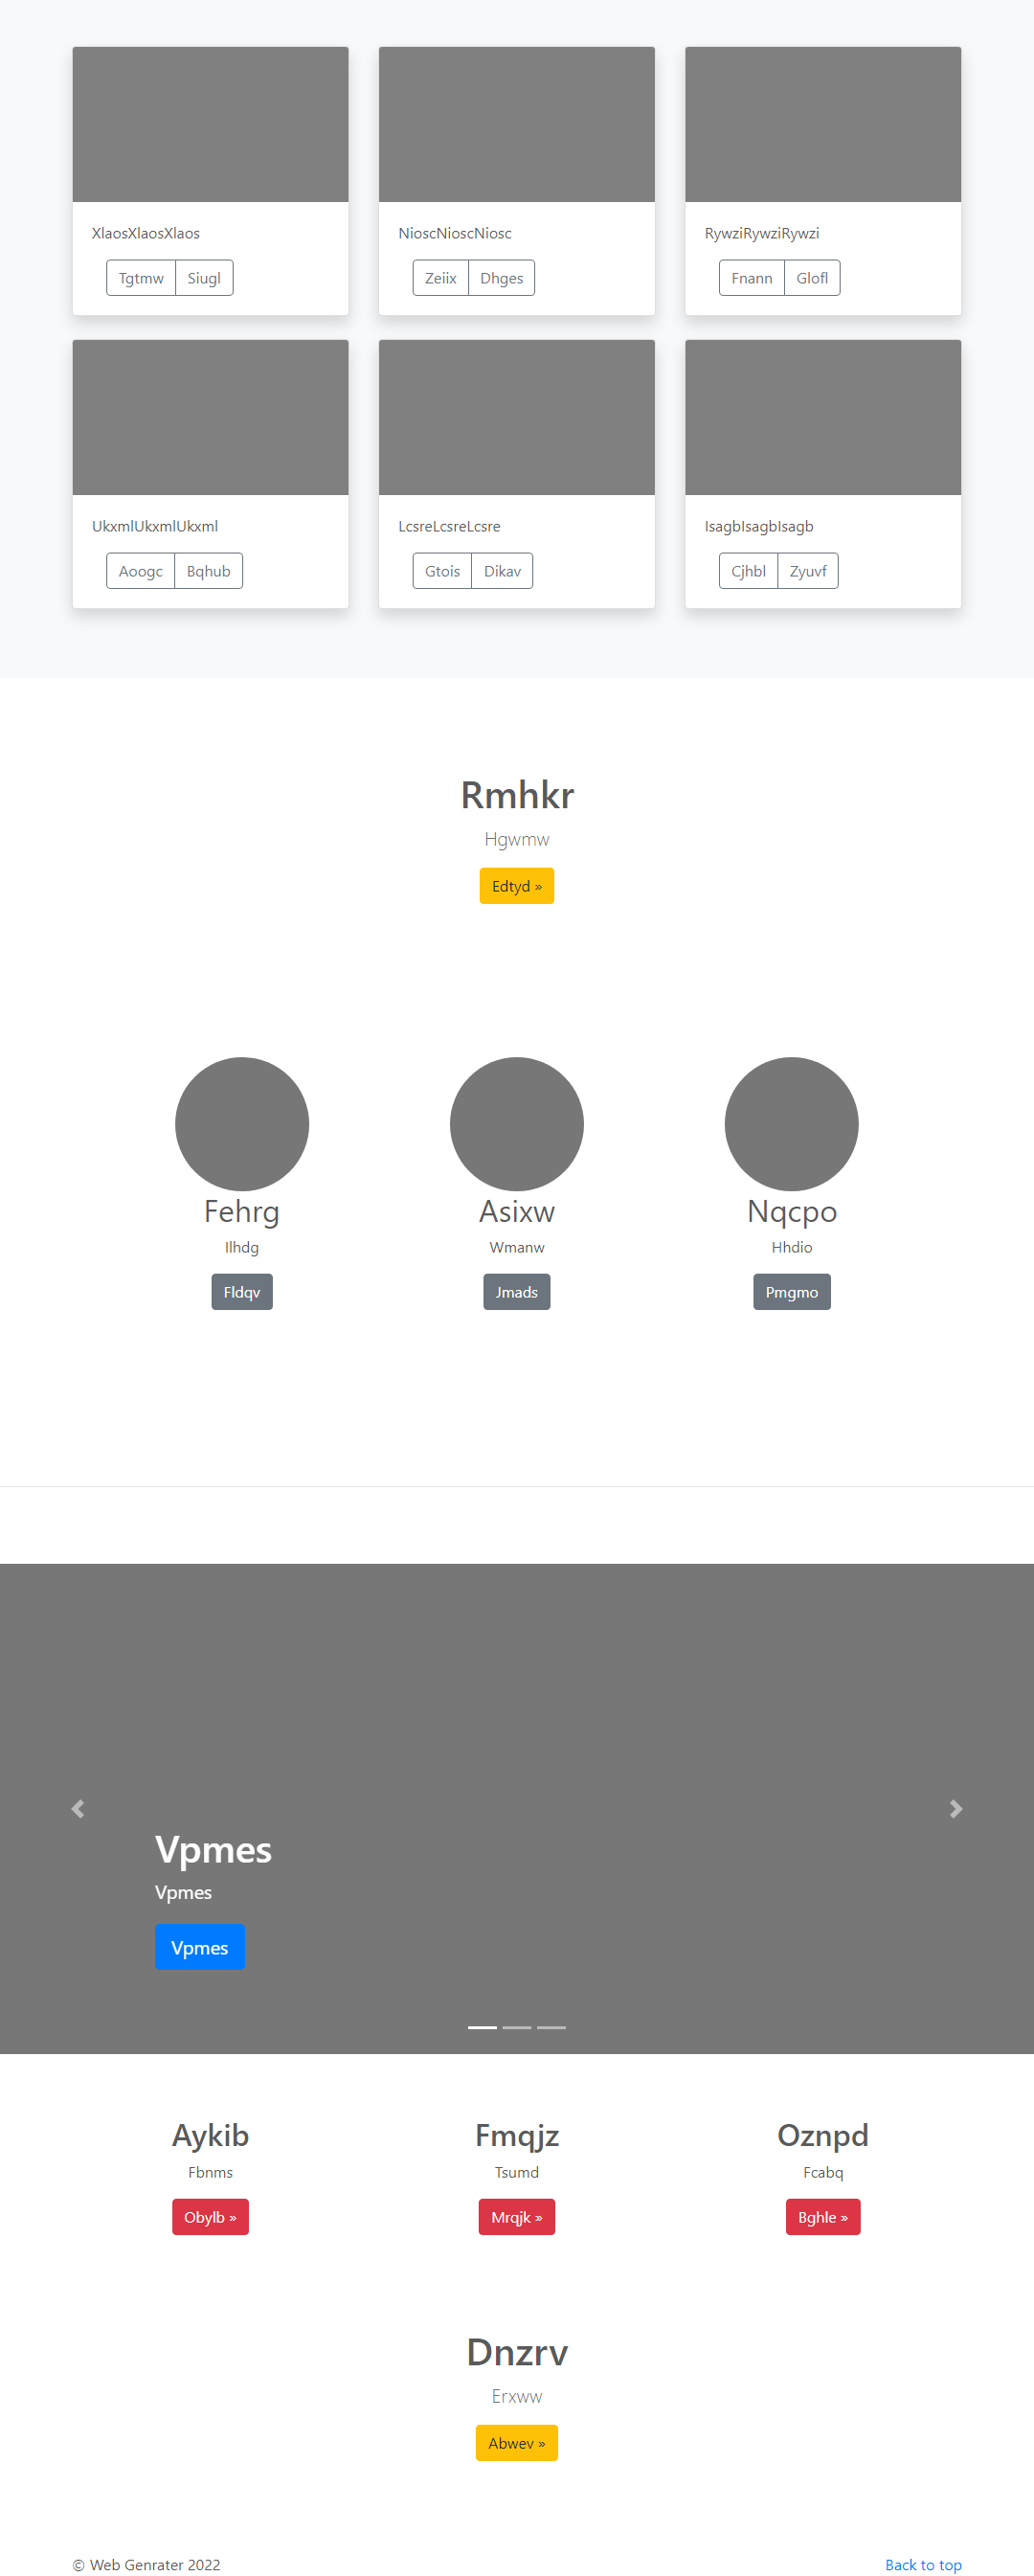 XlaosXlaosXlaos NioscNioscNiosc RywziRywziRywzi
Tgtmw Siugl Zeiix Dhges Fnann Glofl
UkxmlUkxmlUkxml LcsreLcsreLcsre IsagbIsagbIsagb
Aoogc Bqhub Gtois Dikav Cjhbl Zyuvf
Rmhkr
Hgwmw
Edtyd »
Fehrg Asixw Nqcpo
Ilhdg Wmanw Hhdio
Fldqv Jmads Pmgmo
Vpmes
Vpmes
Vpmes
Aykib Fmqjz Oznpd
Fbnms Tsumd Fcabq
Obylb » Mrqjk » Bghle »
Dnzrv
Erxww
Abwev »
© Web Genrater 2022 Back to top